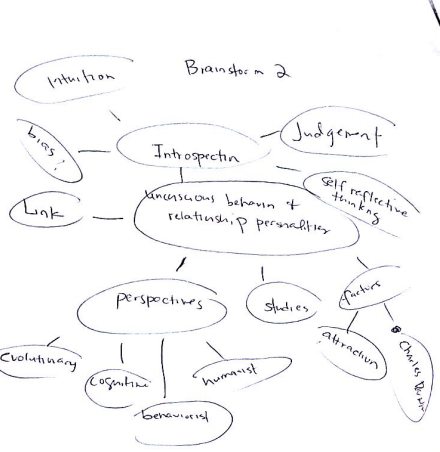 Brainstorm 2
Intuition
bias!
Introspection
Judgement
self reflective
thinking
Link
unconscious behavior &
relationship personalities
perspectives
studies
factors
Evolutionary
cognitive
behaviorist
humanist
attraction
Charles Darwin